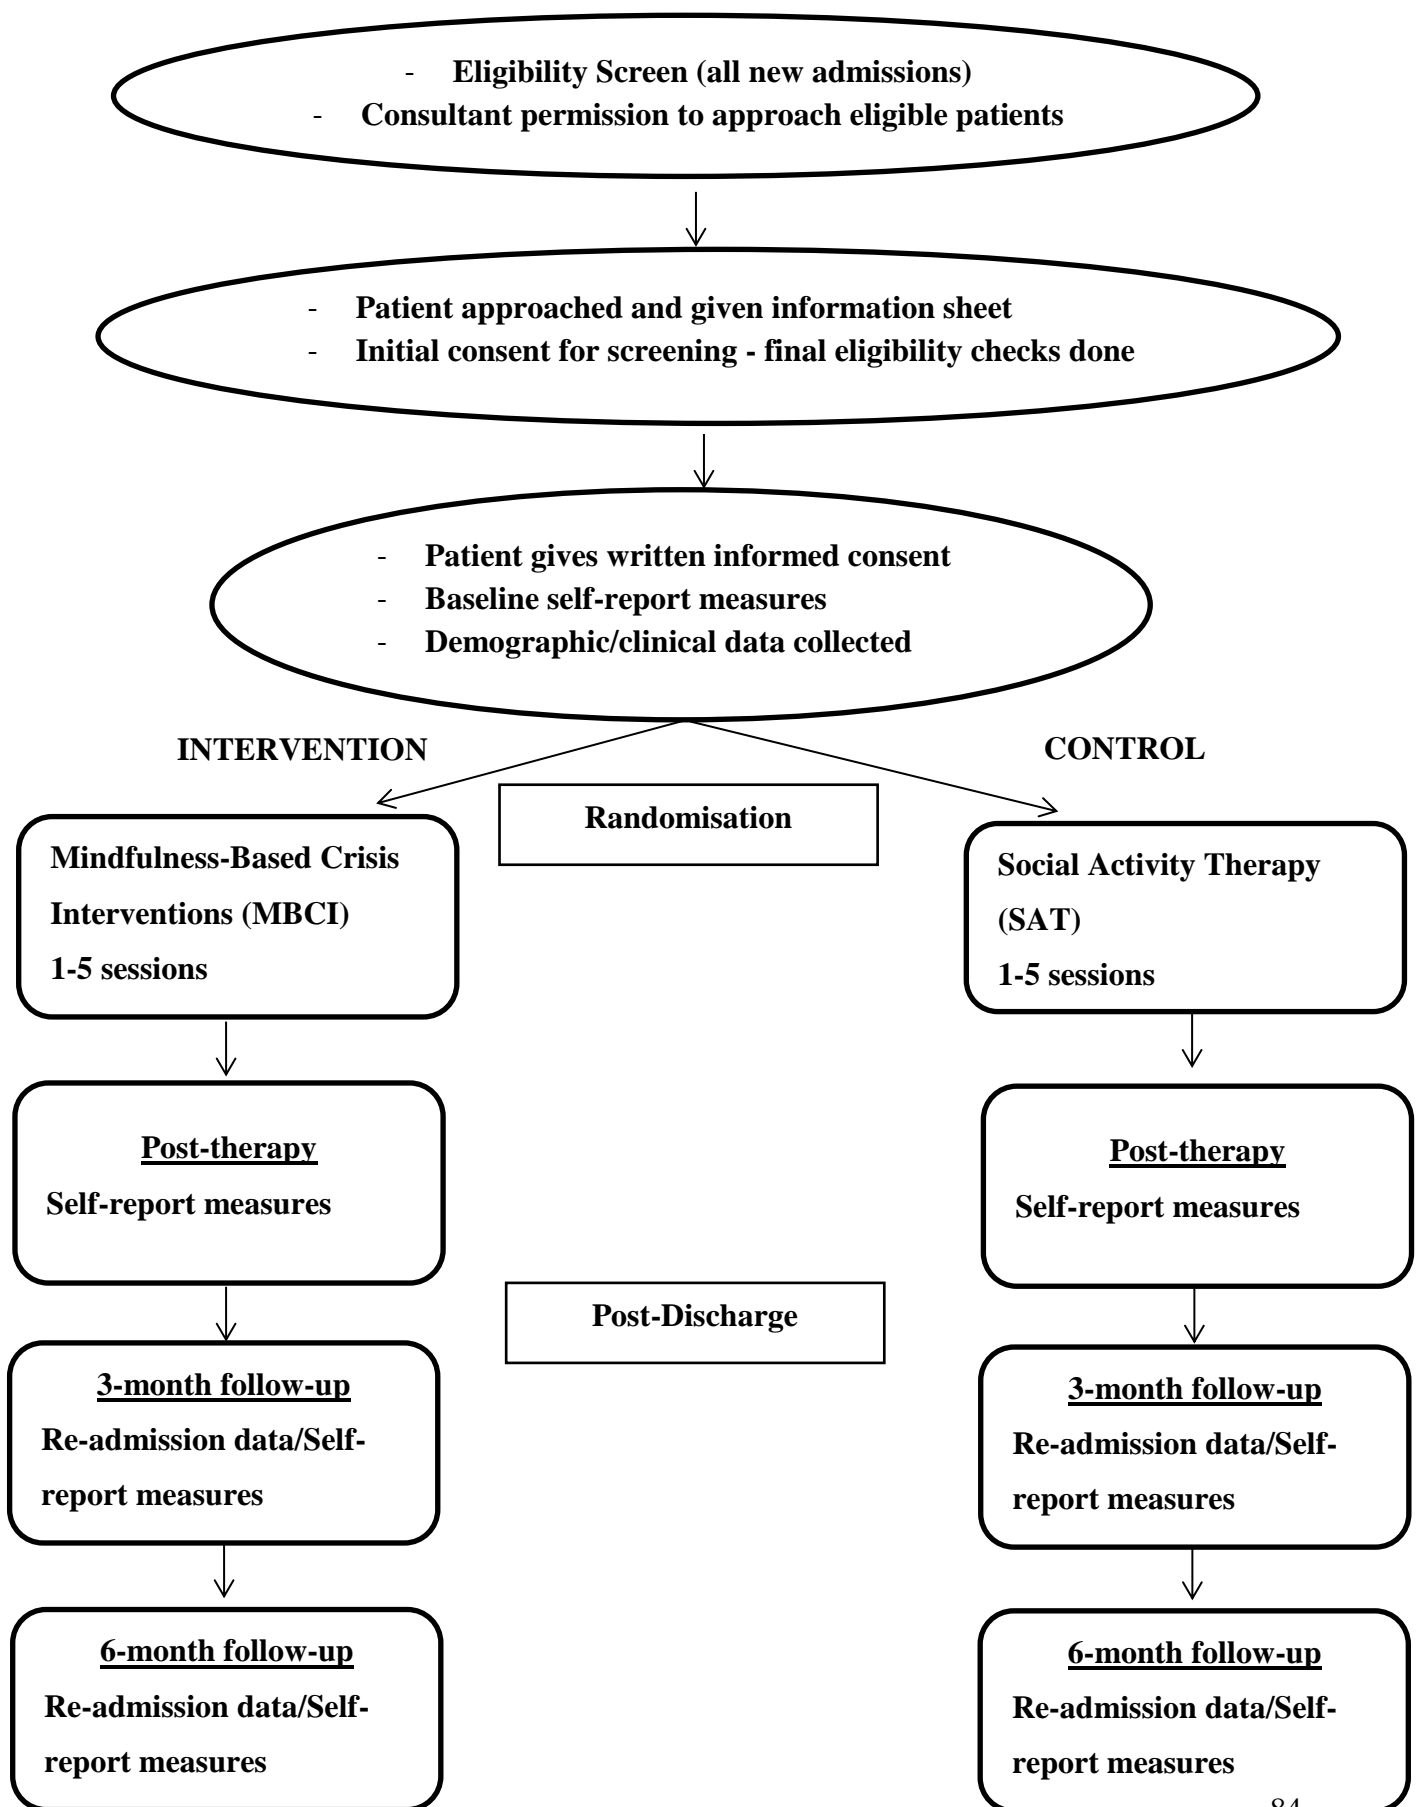 - Eligibility Screen (all new admissions)
- Consultant permission to approach eligible patients
- Patient approached and given information sheet
- Initial consent for screening - final eligibility checks done
- Patient gives written informed consent
- Baseline self-report measures
- Demographic/clinical data collected
INTERVENTION
CONTROL
Randomisation
Mindfulness-Based Crisis
Interventions (MBCI)
1-5 sessions
Social Activity Therapy
(SAT)
1-5 sessions
Post-therapy
Self-report measures
Post-therapy
Self-report measures
Post-Discharge
3-month follow-up
Re-admission data/Self-
report measures
3-month follow-up
Re-admission data/Self-
report measures
6-month follow-up
Re-admission data/Self-
report measures
6-month follow-up
Re-admission data/Self-
report measures
84